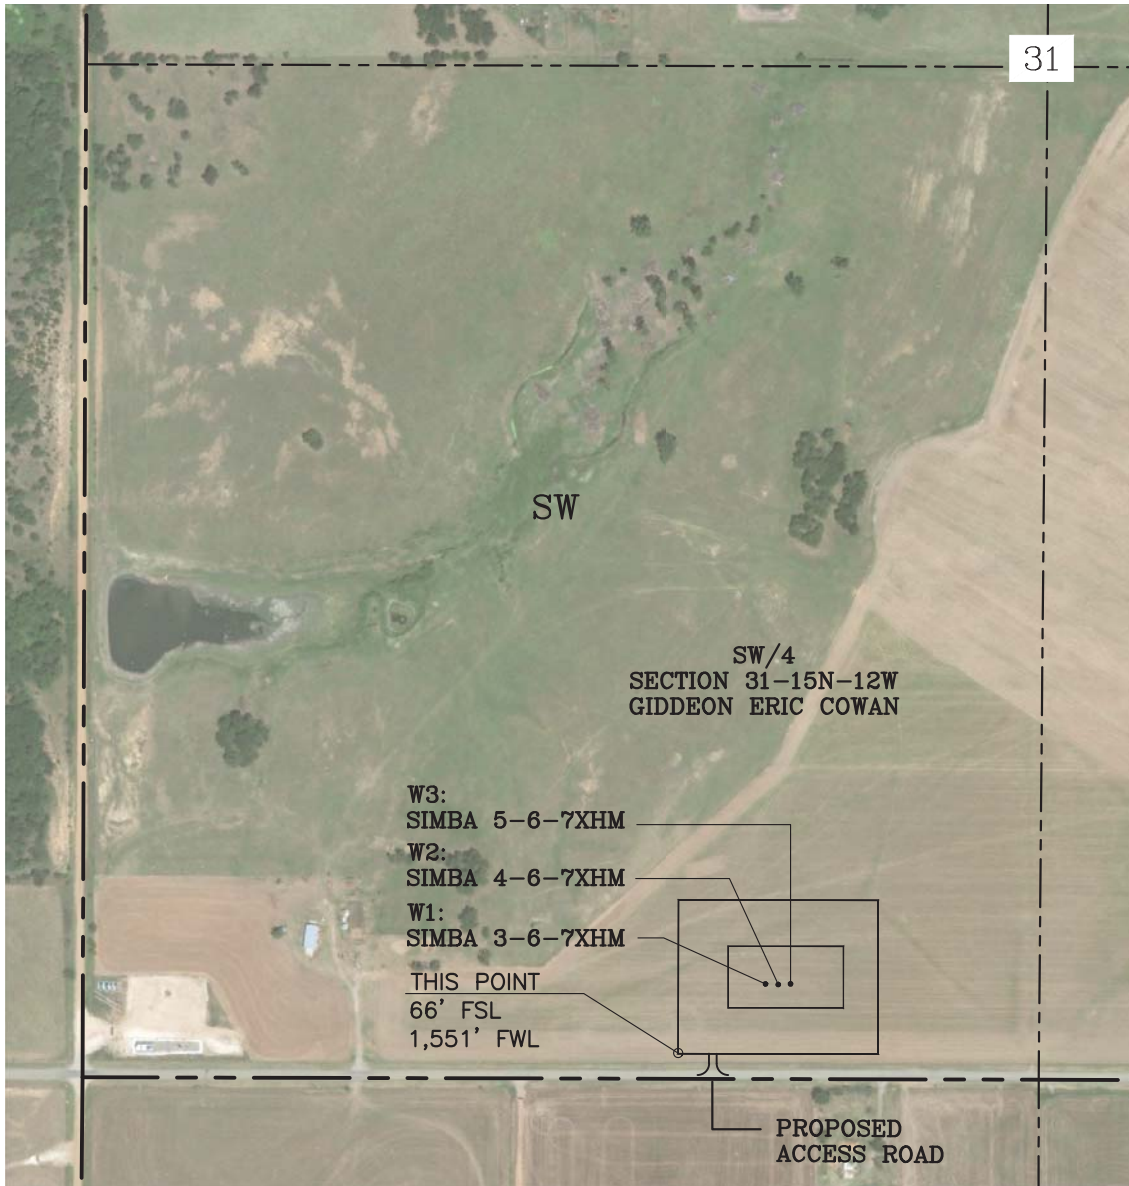 31
SW
SW/4
SECTION 31-15N-12W
GIDDEON ERIC COWAN
W3:
SIMBA 5-6-7XHM
W2:
SIMBA 4-6-7XHM
W1:
SIMBA 3-6-7XHM
THIS POINT
66' FSL
1,551' FWL
PROPOSED
ACCESS ROAD